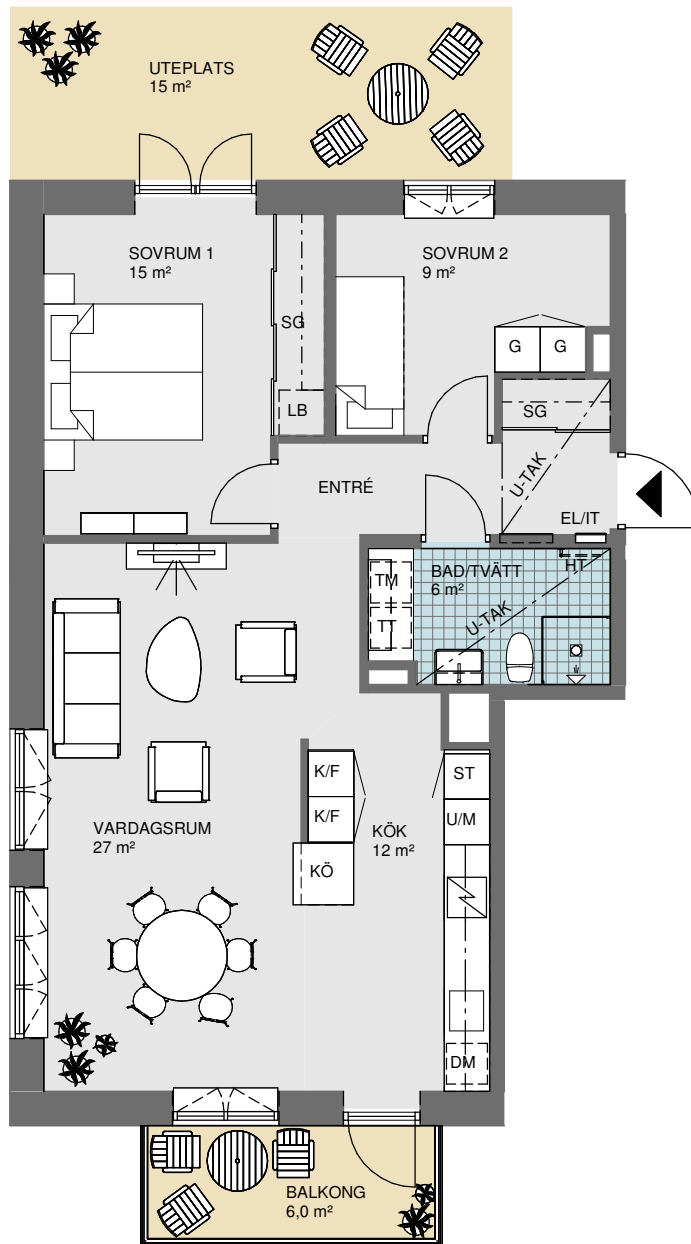 UTEPLATS
15 m²
SOVRUM 1
15 m²
SOVRUM 2
9 m²
SG
G G
LB
SG
U-TAK
ENTRÉ
EL/IT
BAD/TVÄTT
6 m²
HT
TM
TT
U-TAK
K/F
ST
K/F
U/M
VARDAGSRUM
27 m²
KÖK
12 m²
KÖ
DM
BALKONG
6,0 m²